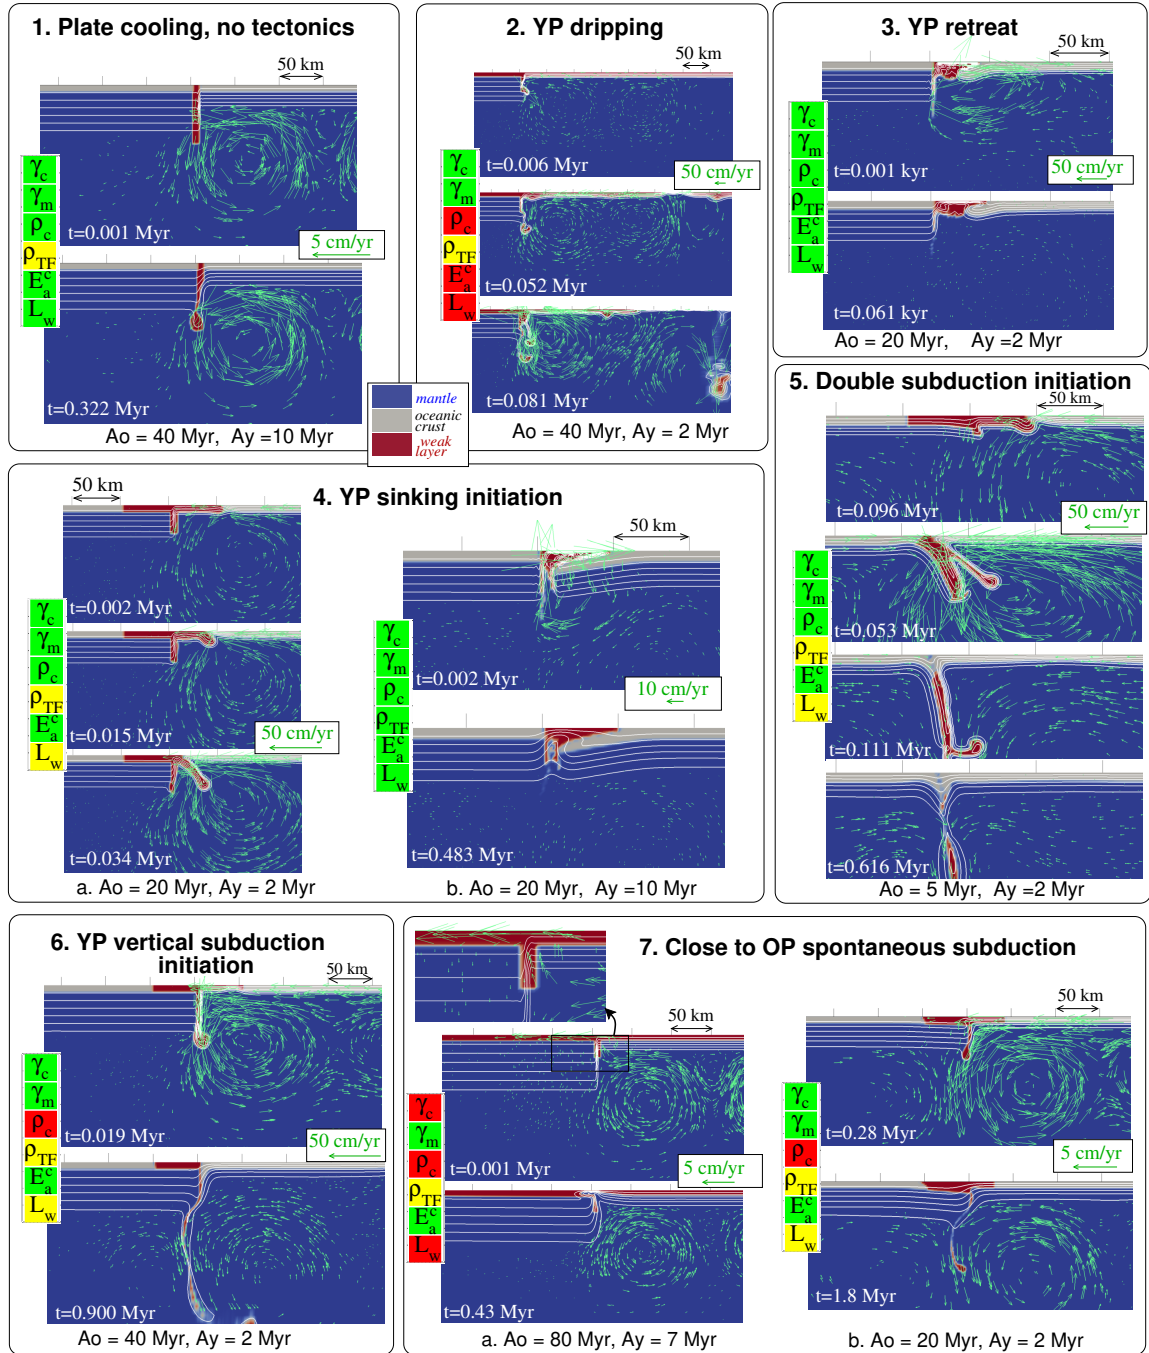 1. Plate cooling, no tectonics
50 km
t=0.001 Myr
5 cm/yr
t=0.322 Myr
γc
γm
ρc
ρTF
Eac
Lw
Ao = 40 Myr, Ay =10 Myr
2. YP dripping
50 km
t=0.006 Myr
50 cm/yr
t=0.052 Myr
t=0.081 Myr
γc
γm
ρc
ρTF
Eac
Lw
Ao = 40 Myr, Ay = 2 Myr
3. YP retreat
50 km
t=0.001 kyr
50 cm/yr
t=0.061 kyr
γc
γm
ρc
ρTF
Eac
Lw
Ao = 20 Myr, Ay =2 Myr
mantle
oceanic
crust
weak
layer
4. YP sinking initiation
50 km
t=0.002 Myr
t=0.015 Myr
50 cm/yr
t=0.034 Myr
γc
γm
ρc
ρTF
Eac
Lw
a. Ao = 20 Myr, Ay = 2 Myr
50 km
t=0.002 Myr
10 cm/yr
t=0.483 Myr
γc
γm
ρc
ρTF
Eac
Lw
b. Ao = 20 Myr, Ay =10 Myr
5. Double subduction initiation
50 km
t=0.096 Myr
50 cm/yr
t=0.053 Myr
t=0.111 Myr
t=0.616 Myr
γc
γm
ρc
ρTF
Eac
Lw
Ao = 5 Myr, Ay =2 Myr
6. YP vertical subduction
initiation
50 km
t=0.019 Myr
50 cm/yr
t=0.900 Myr
γc
γm
ρc
ρTF
Eac
Lw
Ao = 40 Myr, Ay = 2 Myr
7. Close to OP spontaneous subduction
50 km
t=0.001 Myr
5 cm/yr
t=0.43 Myr
γc
γm
ρc
ρTF
Eac
Lw
a. Ao = 80 Myr, Ay = 7 Myr
50 km
t=0.28 Myr
5 cm/yr
t=1.8 Myr
γc
γm
ρc
ρTF
Eac
Lw
b. Ao = 20 Myr, Ay = 2 Myr